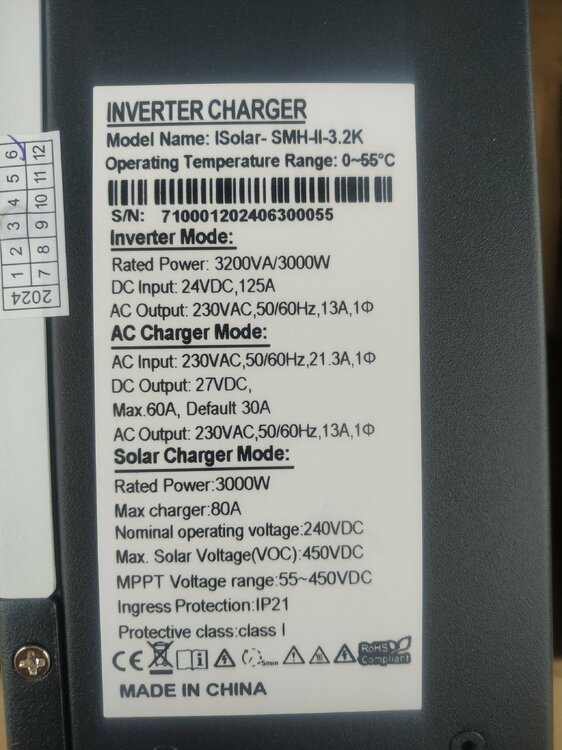 INVERTER CHARGER
Model Name: ISolar- SMH-II-3.2K
Operating Temperature Range: 0~55°C
S/N: 710001202406300055
Inverter Mode:
Rated Power: 3200VA/3000W
DC Input: 24VDC,125A
AC Output: 230VAC,50/60Hz,13A,1Φ
AC Charger Mode:
AC Input: 230VAC,50/60Hz,21.3A,1Φ
DC Output: 27VDC,
Max.60A, Default 30A
AC Output: 230VAC,50/60Hz,13A,1Φ
Solar Charger Mode:
Rated Power:3000W
Max charger:80A
Nominal operating voltage:240VDC
Max. Solar Voltage(VOC):450VDC
MPPT Voltage range:55~450VDC
Ingress Protection:IP21
Protective class:class I
CE 5min RoHS
Compliant
MADE IN CHINA
2024
1 2 3 4 5 6
7 8 9 10 11 12